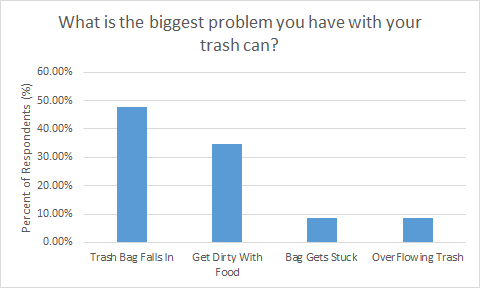 What is the biggest problem you have with your
trash can?
Percent of Respondents (%)
60.00%
50.00%
40.00%
30.00%
20.00%
10.00%
0.00%
Trash Bag Falls In
Get Dirty With
Food
Bag Gets Stuck
OverFlowing Trash